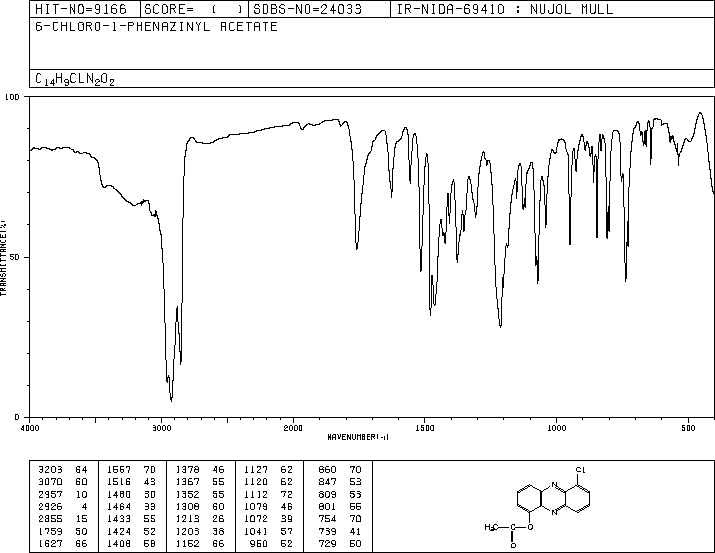 HIT-NO=9166 SCORE= ( ) SDBS-NO=24033 IR-NIDA-69410 : NUJOL MULL
6-CHLORO-1-PHENAZINYL ACETATE
C14H9CLN2O2
100
50
0
TRANSMITTANCE(%)
4000 3000 2000 1500 1000 500
WAVENUMBER(-1)
3203 64 1567 70 1378 46 1127 62 860 70
3070 60 1516 43 1367 55 1120 62 847 53
2957 10 1480 30 1352 55 1112 72 809 53
2926 4 1464 33 1308 60 1079 46 801 55
2855 15 1433 55 1213 26 1072 39 754 70
1759 50 1424 52 1203 38 1041 57 739 41
1627 66 1408 58 1152 66 950 52 729 50
Cl
N
N
H3C C O
O